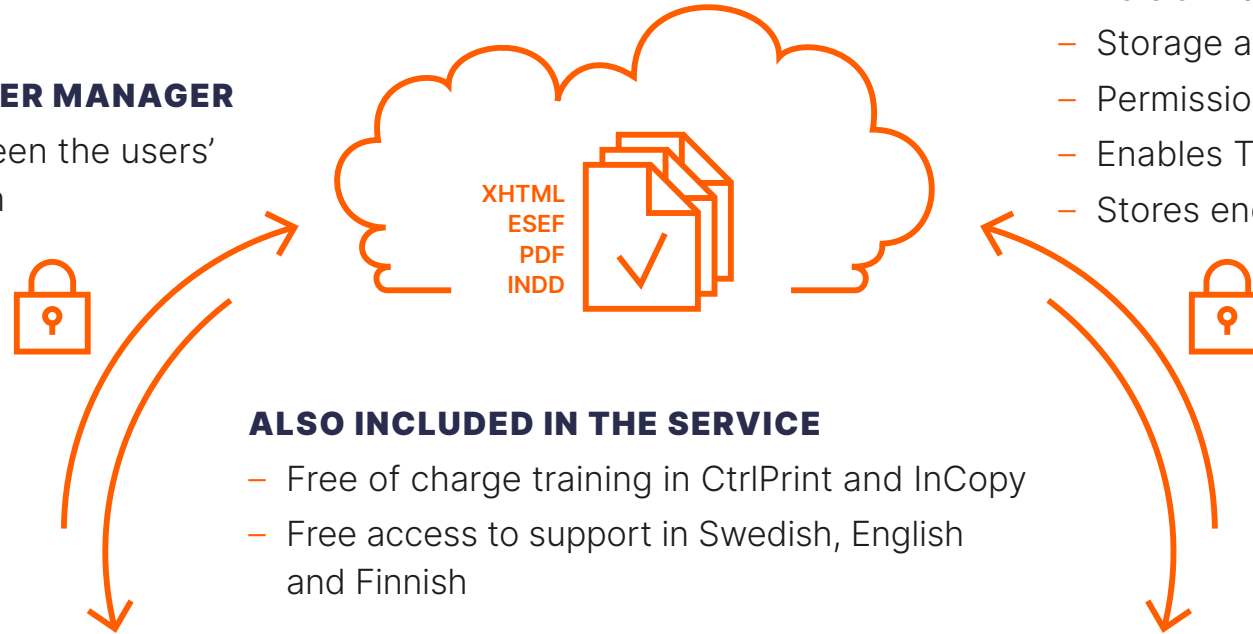 ER MANAGER
een the users’
XHTML
ESEF
PDF
INDD
– Storage a
– Permissio
– Enables T
– Stores en
ALSO INCLUDED IN THE SERVICE
– Free of charge training in CtrlPrint and InCopy
– Free access to support in Swedish, English
and Finnish